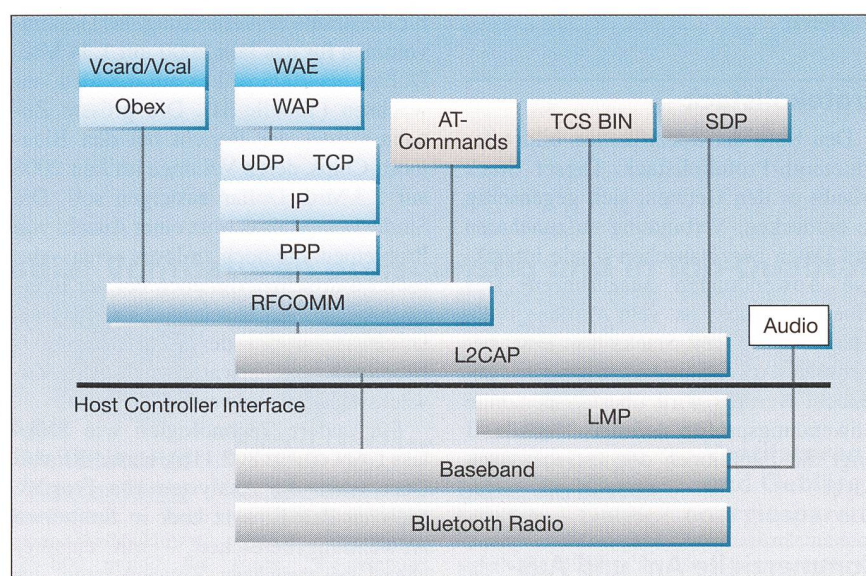 Vcard/Vcal
Obex
WAE
WAP
UDP TCP
IP
PPP
AT-
Commands
TCS BIN
SDP
RFCOMM
Audio
L2CAP
Host Controller Interface
LMP
Baseband
Bluetooth Radio